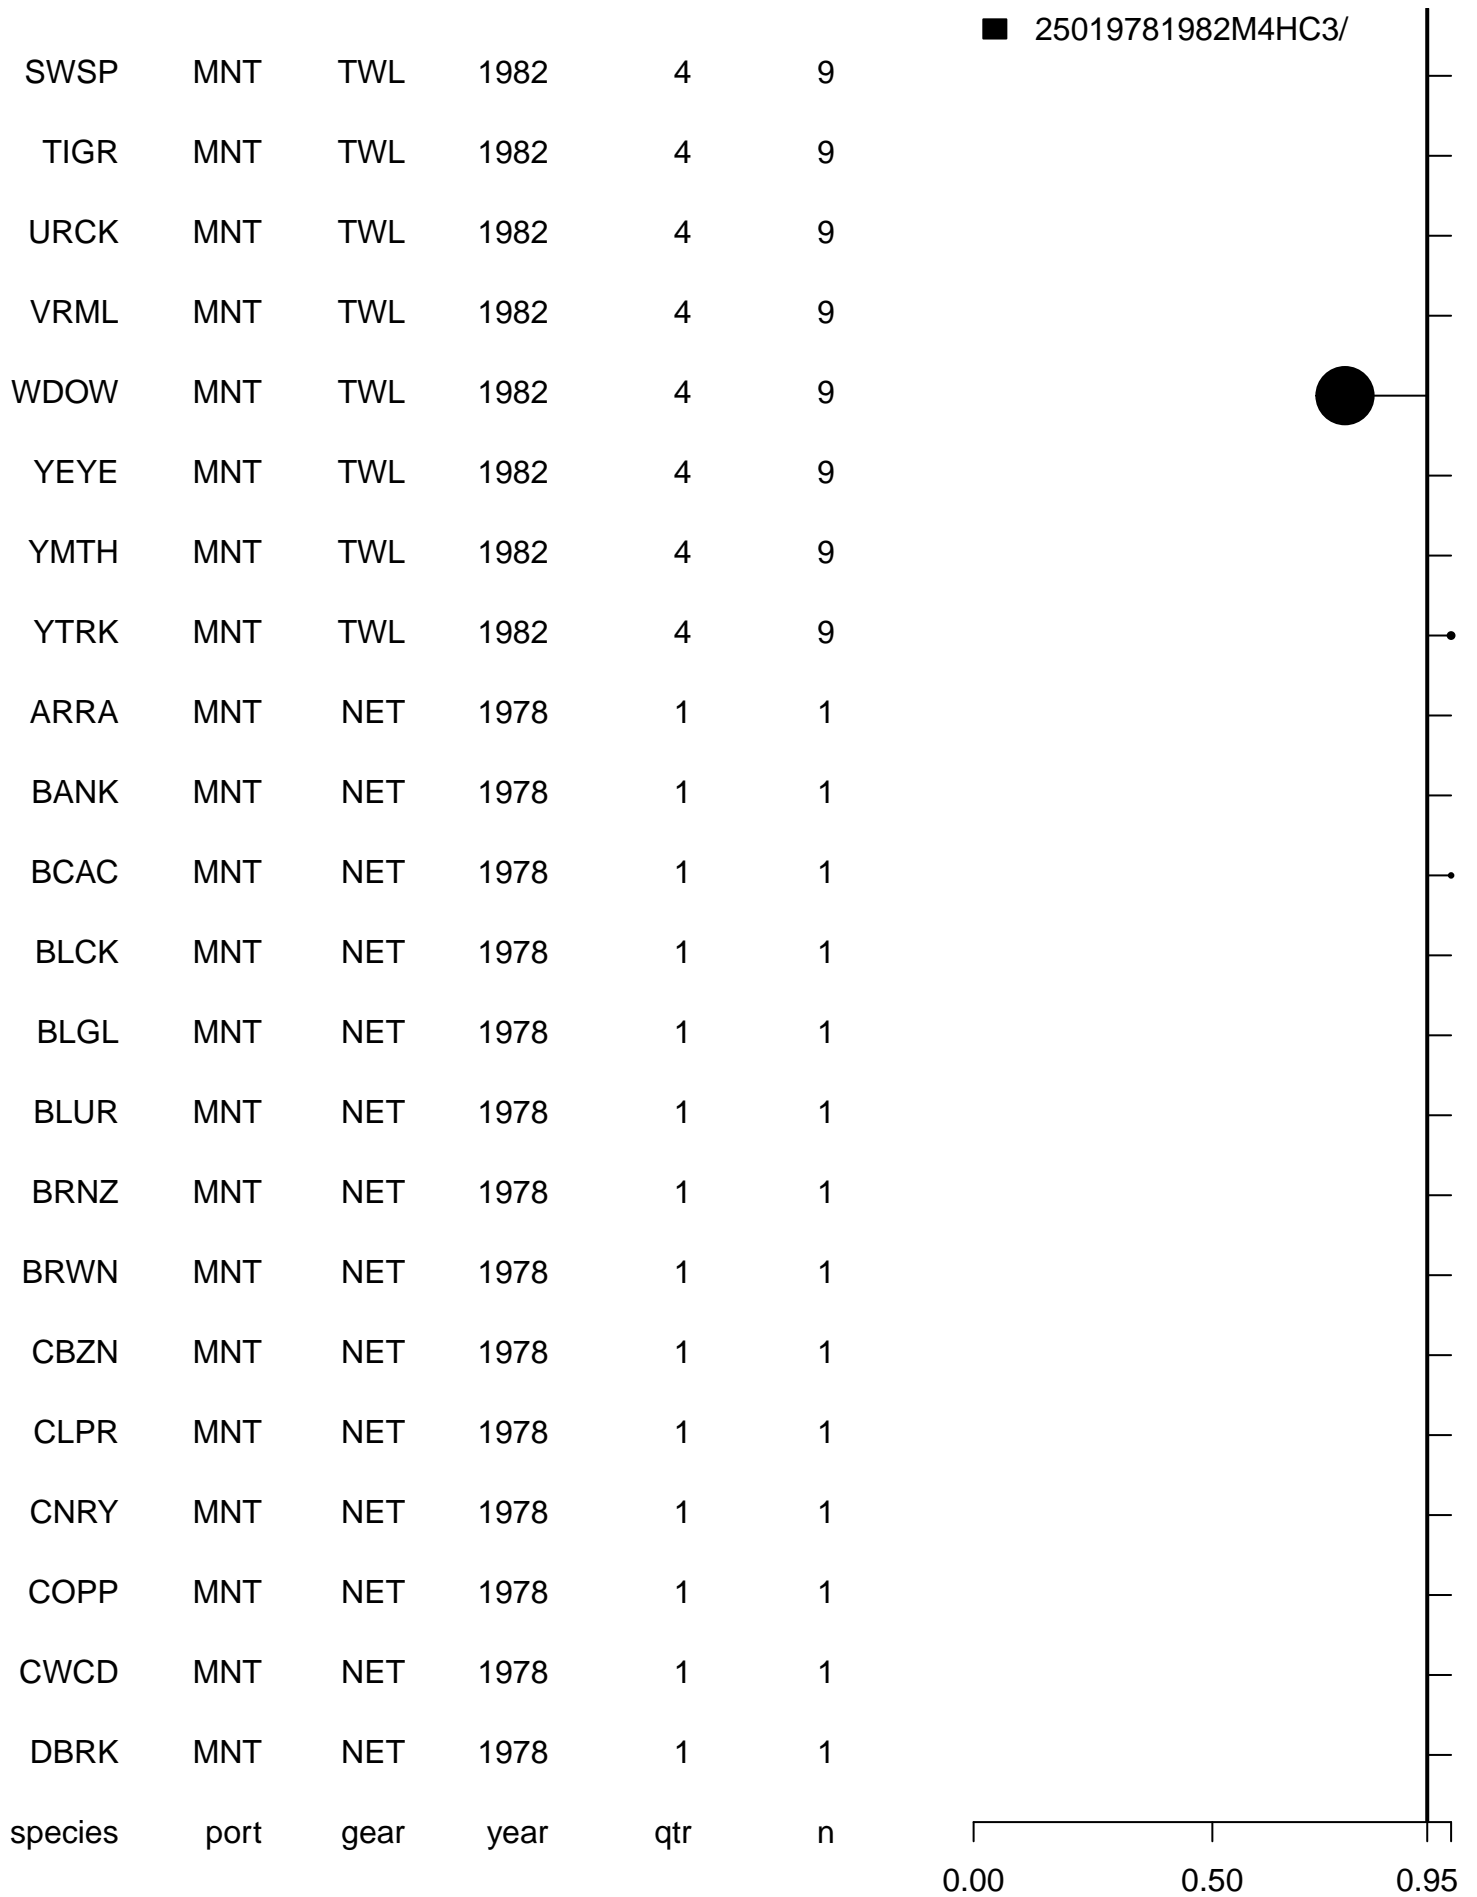 25019781982M4HC3/
SWSP MNT TWL 1982 4 9
TIGR MNT TWL 1982 4 9
URCK MNT TWL 1982 4 9
VRML MNT TWL 1982 4 9
WDOW MNT TWL 1982 4 9
YEYE MNT TWL 1982 4 9
YMTH MNT TWL 1982 4 9
YTRK MNT TWL 1982 4 9
ARRA MNT NET 1978 1 1
BANK MNT NET 1978 1 1
BCAC MNT NET 1978 1 1
BLCK MNT NET 1978 1 1
BLGL MNT NET 1978 1 1
BLUR MNT NET 1978 1 1
BRNZ MNT NET 1978 1 1
BRWN MNT NET 1978 1 1
CBZN MNT NET 1978 1 1
CLPR MNT NET 1978 1 1
CNRY MNT NET 1978 1 1
COPP MNT NET 1978 1 1
CWCD MNT NET 1978 1 1
DBRK MNT NET 1978 1 1
species port gear year qtr n
0.00 0.50 0.95